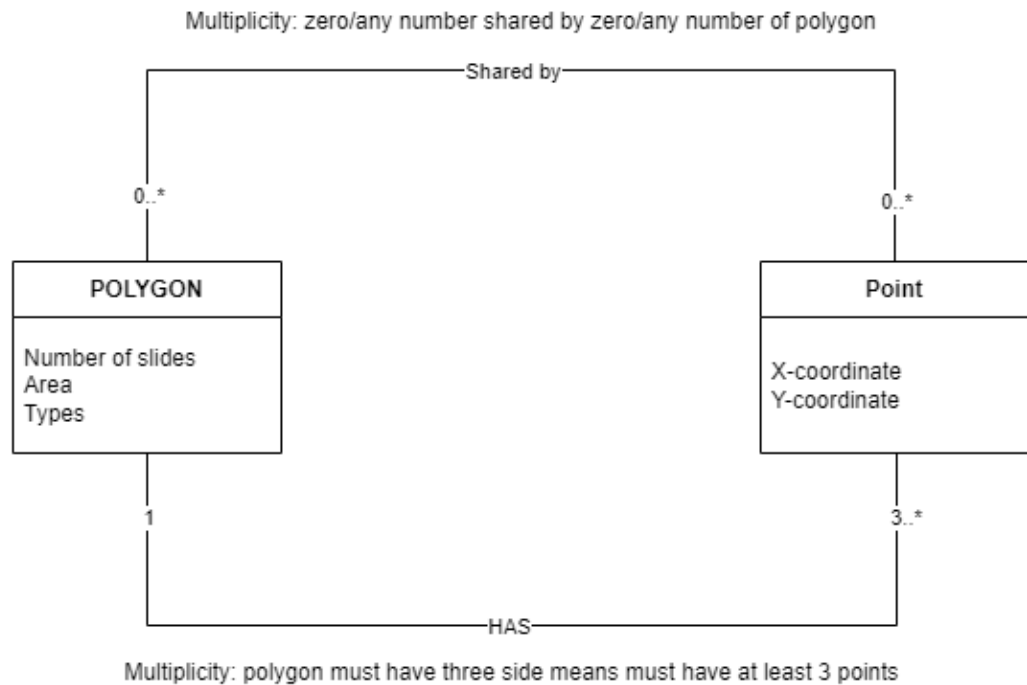 Multiplicity: zero/any number shared by zero/any number of polygon
Shared by
0..*
0..*
POLYGON
Point
Number of slides
Area
Types
X-coordinate
Y-coordinate
1
3..*
HAS
Multiplicity: polygon must have three side means must have at least 3 points